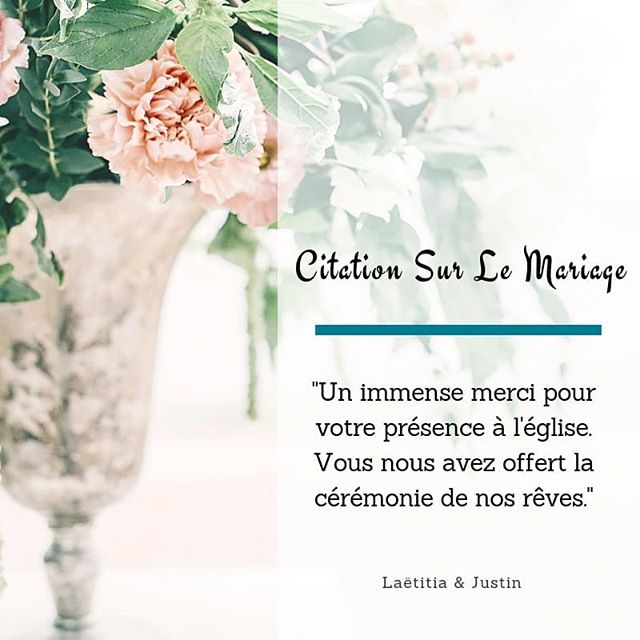 Citation Sur Le Mariage
"Un immense merci pour
votre présence à l'église.
Vous nous avez offert la
cérémonie de nos rêves."
Laëtitia & Justin